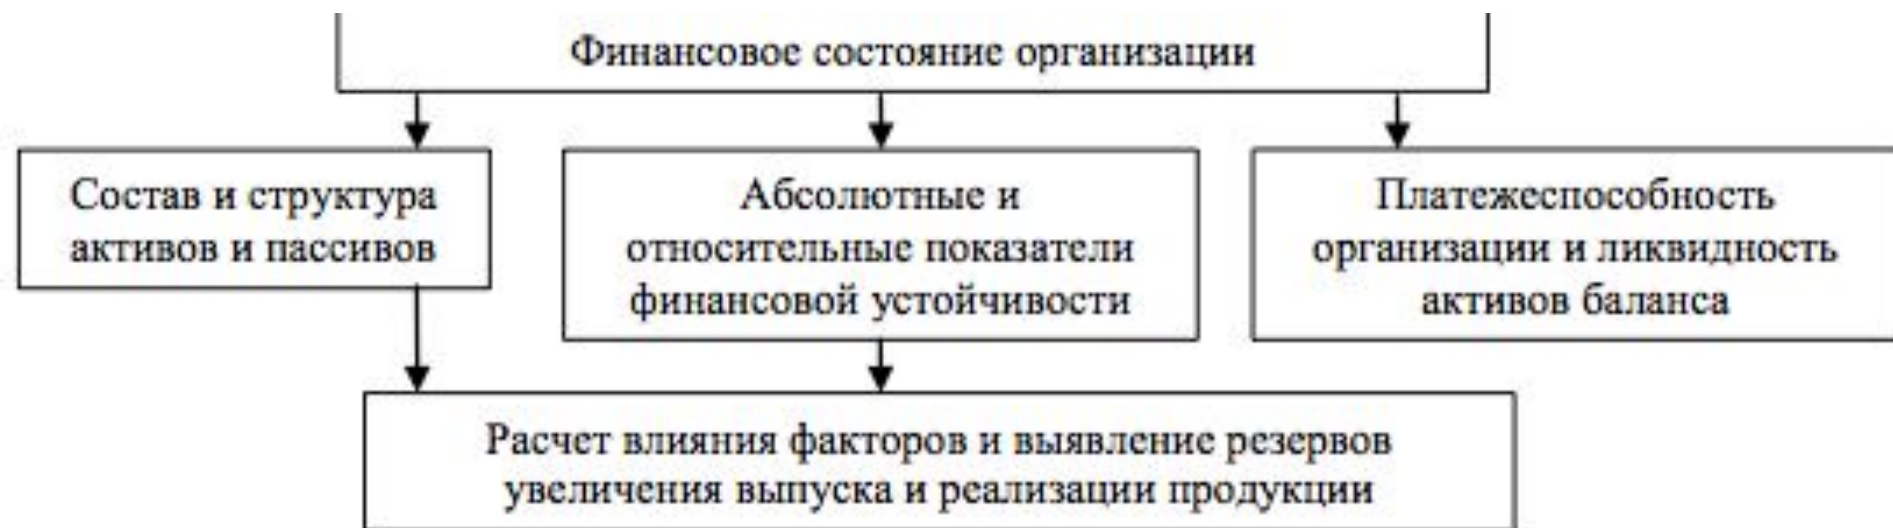 Финансовое состояние организации
Состав и структура
активов и пассивов
Абсолютные и
относительные показатели
финансовой устойчивости
Платежеспособность
организации и ликвидность
активов баланса
Расчет влияния факторов и выявление резервов
увеличения выпуска и реализации продукции